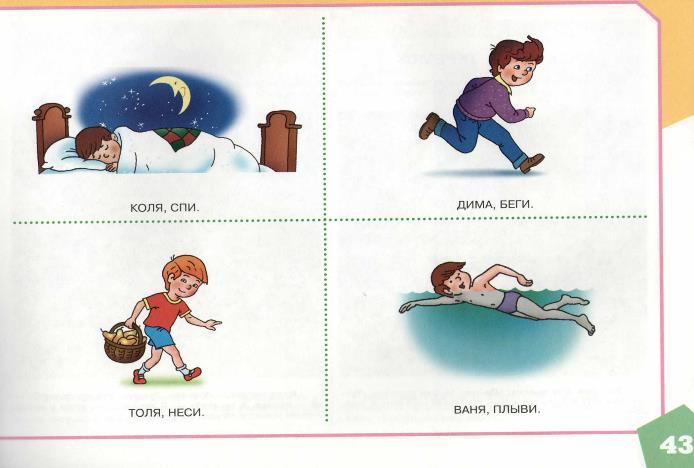 КОЛЯ, СПИ.
ДИМА, БЕГИ.
ТОЛЯ, НЕСИ.
ВАНЯ, ПЛЫВИ.
43